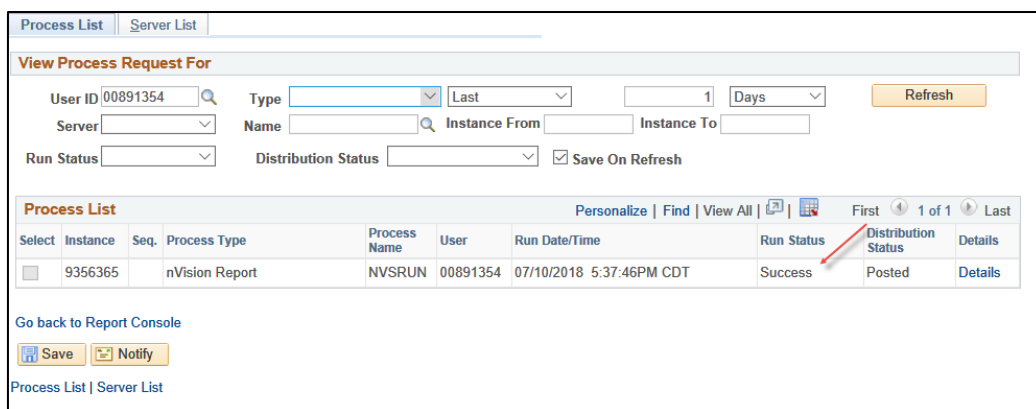 Process List Server List
View Process Request For
User ID 00891354 Type Last 1 Days Refresh
Server Name Instance From Instance To
Run Status Distribution Status Save On Refresh
Process List Personalize | Find | View All | | First 1 of 1 Last
Select Instance Seq. Process Type Process Name User Run Date/Time Run Status Distribution Status Details
9356365 nVision Report NVSRUN 00891354 07/10/2018 5:37:46PM CDT Success Posted Details
Go back to Report Console
Save Notify
Process List | Server List